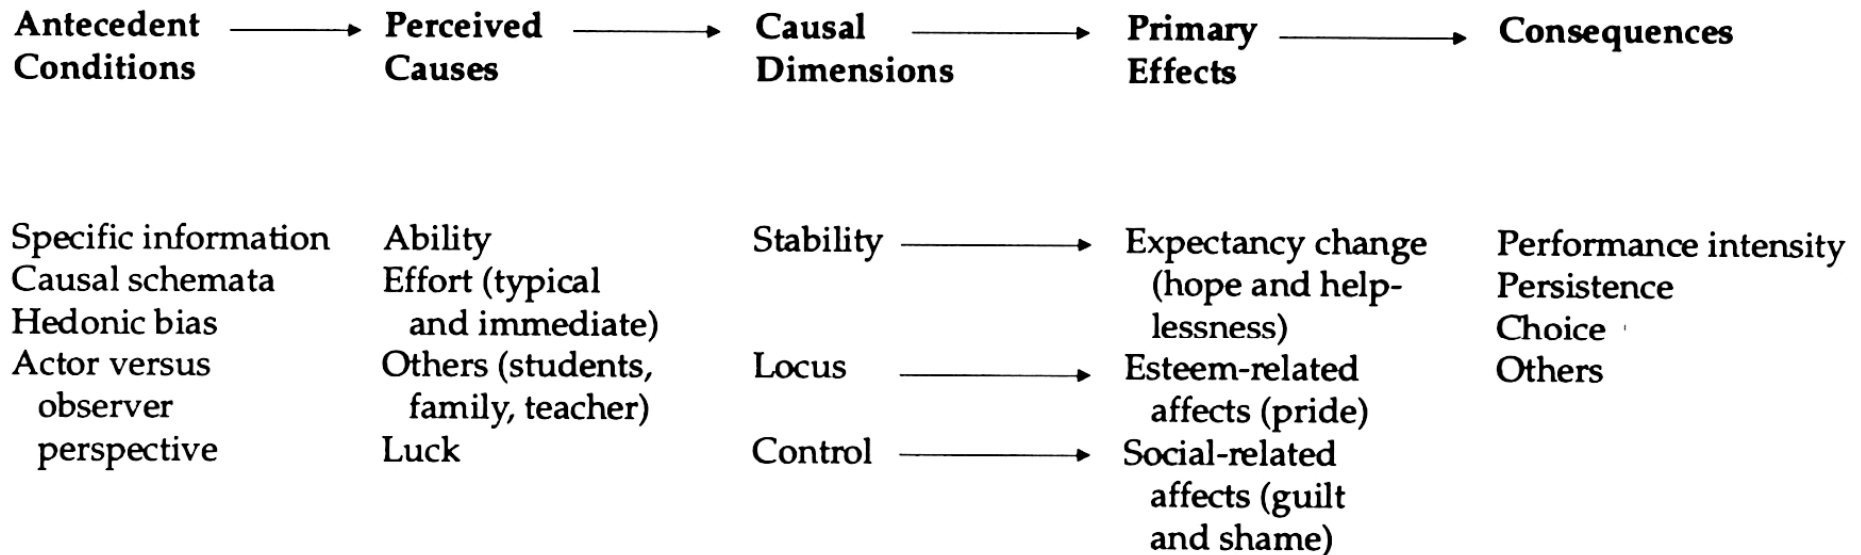 Antecedent Conditions
Perceived Causes
Causal Dimensions
Primary Effects
Consequences
Specific information
Causal schemata
Hedonic bias
Actor versus
observer
perspective
Ability
Effort (typical
and immediate)
Others (students,
family, teacher)
Luck
Stability
Locus
Control
Expectancy change
(hope and help-
lessness)
Esteem-related
affects (pride)
Social-related
affects (guilt
and shame)
Performance intensity
Persistence
Choice
Others